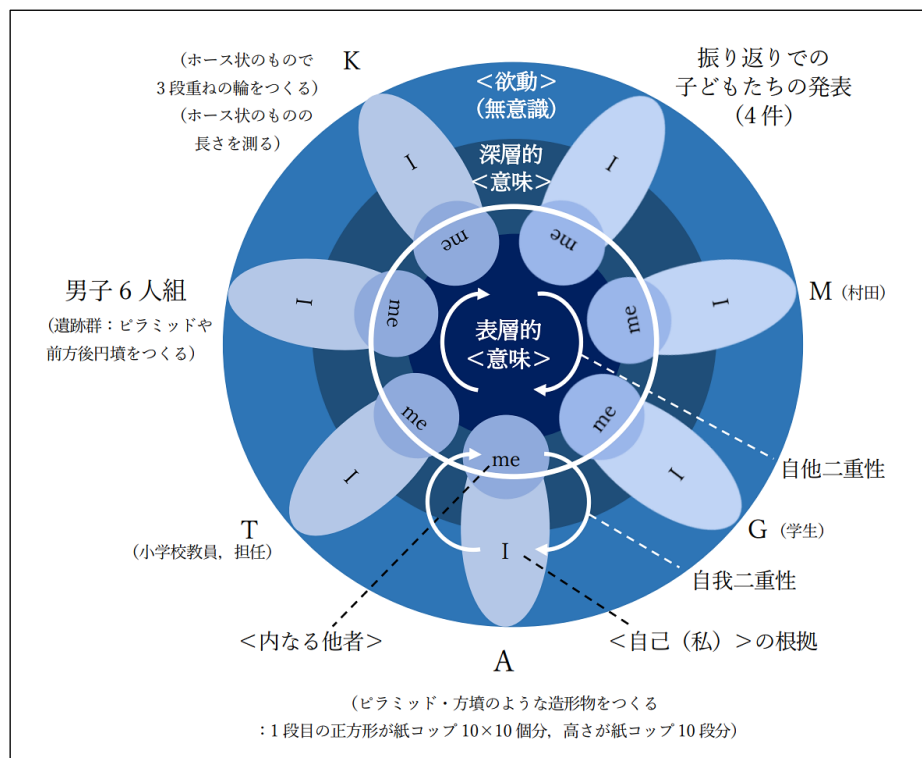 K
(ホース状のもので
3段重ねの輪をつくる)
(ホース状のものの
長さを測る)
振り返りでの
子どもたちの発表
(4件)
<欲動>
(無意識)
深層的
<意味>
I
I
me
me
男子6人組
(遺跡群:ピラミッドや
前方後円墳をつくる)
I
me
表層的
<意味>
me
I
M (村田)
me
me
me
I
I
I
自他二重性
T
(小学校教員,担任)
G (学生)
自我二重性
<内なる他者>
<自己(私)>の根拠
A
(ピラミッド・方墳のような造形物をつくる
:1段目の正方形が紙コップ10×10個分,高さが紙コップ10段分)